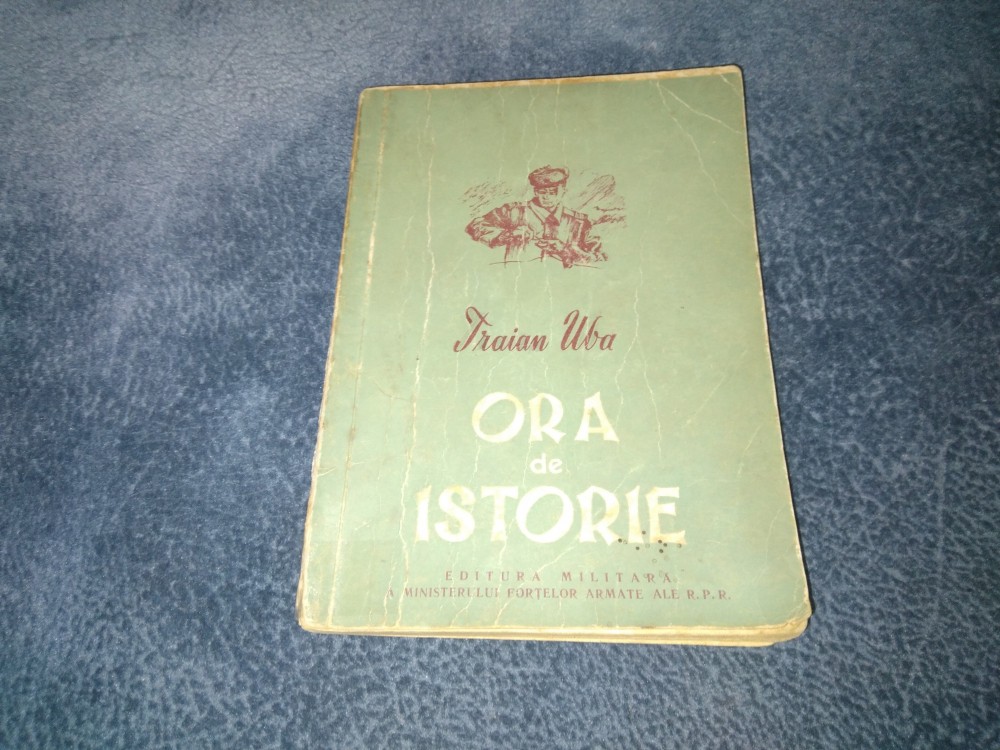 Traian Uba
ORA
de
ISTORIE
EDITURA MILITARĂ
A MINISTERULUI FORȚELOR ARMATE ALE R.P.R.